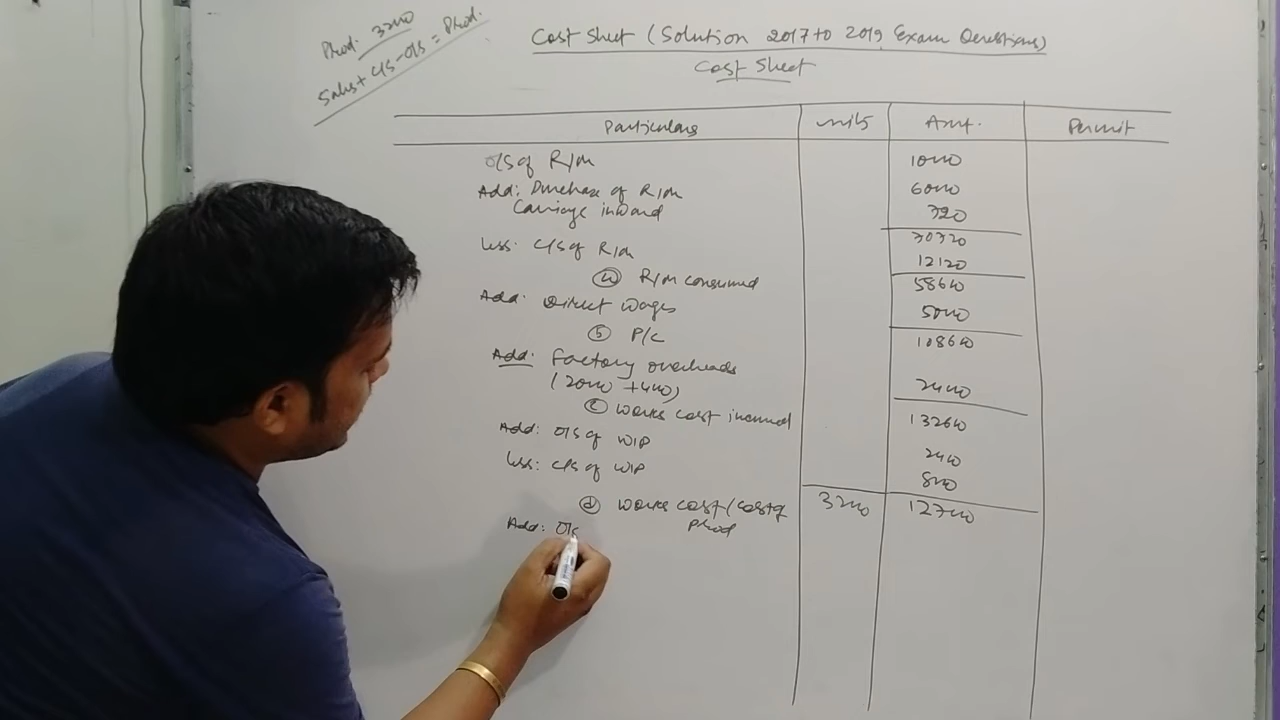 Prod. 3200
Sales + C/S - O/S = Prod.
Cost Sheet (Solution 2017 to 2019 Exam Questions)
Cost Sheet
Particulars units Amt. Permit
O/S of R/m 10000
Add: Purchase of R/m 60000
Carriage inward 320
30320
Less: C/S of R/m 12120
(a) R/m consumed 58600
Add: Direct wages 50000
(b) P/C 108600
Add: Factory overheads
(20000 + 4000) 24000
(c) works cost incurred 132600
Add: O/S of WIP 2400
Less: C/S of WIP 8000
(d) works cost / cost of 3200 127000
Prod
Add: O/S